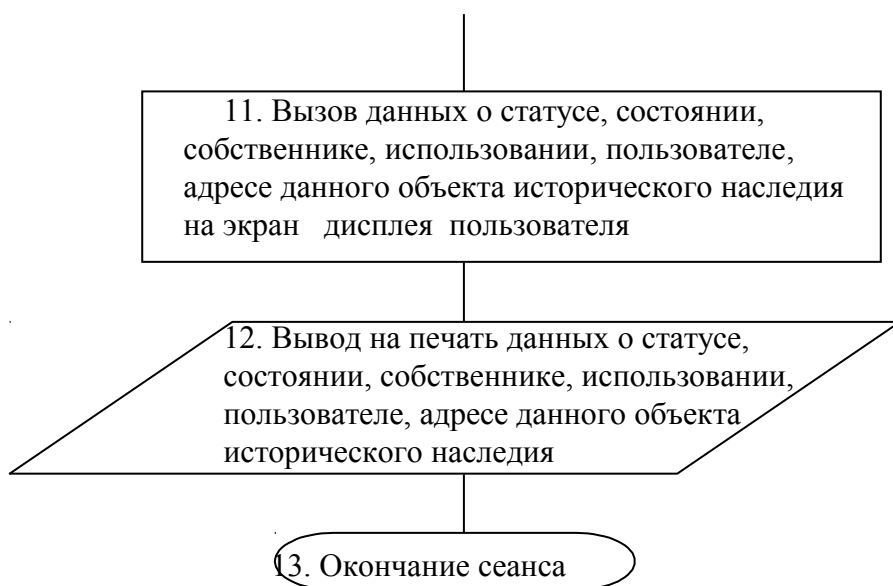 11. Вызов данных о статусе, состоянии,
собственнике, использовании, пользователе,
адресе данного объекта исторического наследия
на экран дисплея пользователя
12. Вывод на печать данных о статусе,
состоянии, собственнике, использовании,
пользователе, адресе данного объекта
исторического наследия
13. Окончание сеанса